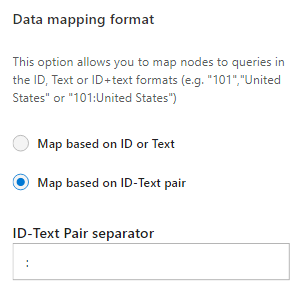 Data mapping format
This option allows you to map nodes to queries in
the ID, Text or ID+text formats (e.g. "101","United
States" or "101:United States")
Map based on ID or Text
Map based on ID-Text pair
ID-Text Pair separator
: